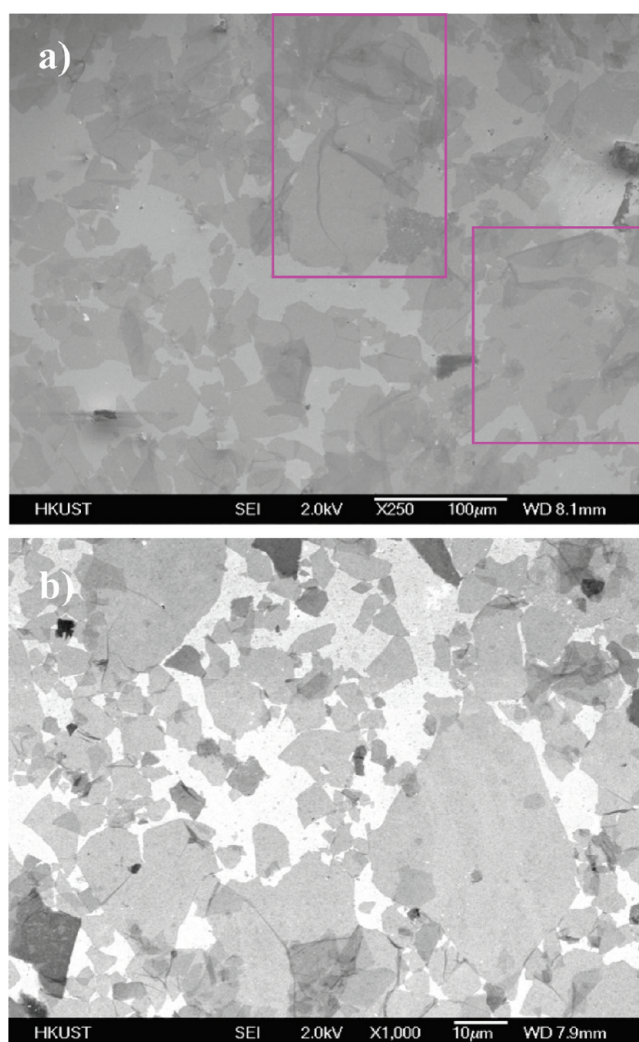 a)
HKUST SEI 2.0kV X250 100μm WD 8.1mm
b)
HKUST SEI 2.0kV X1,000 10μm WD 7.9mm